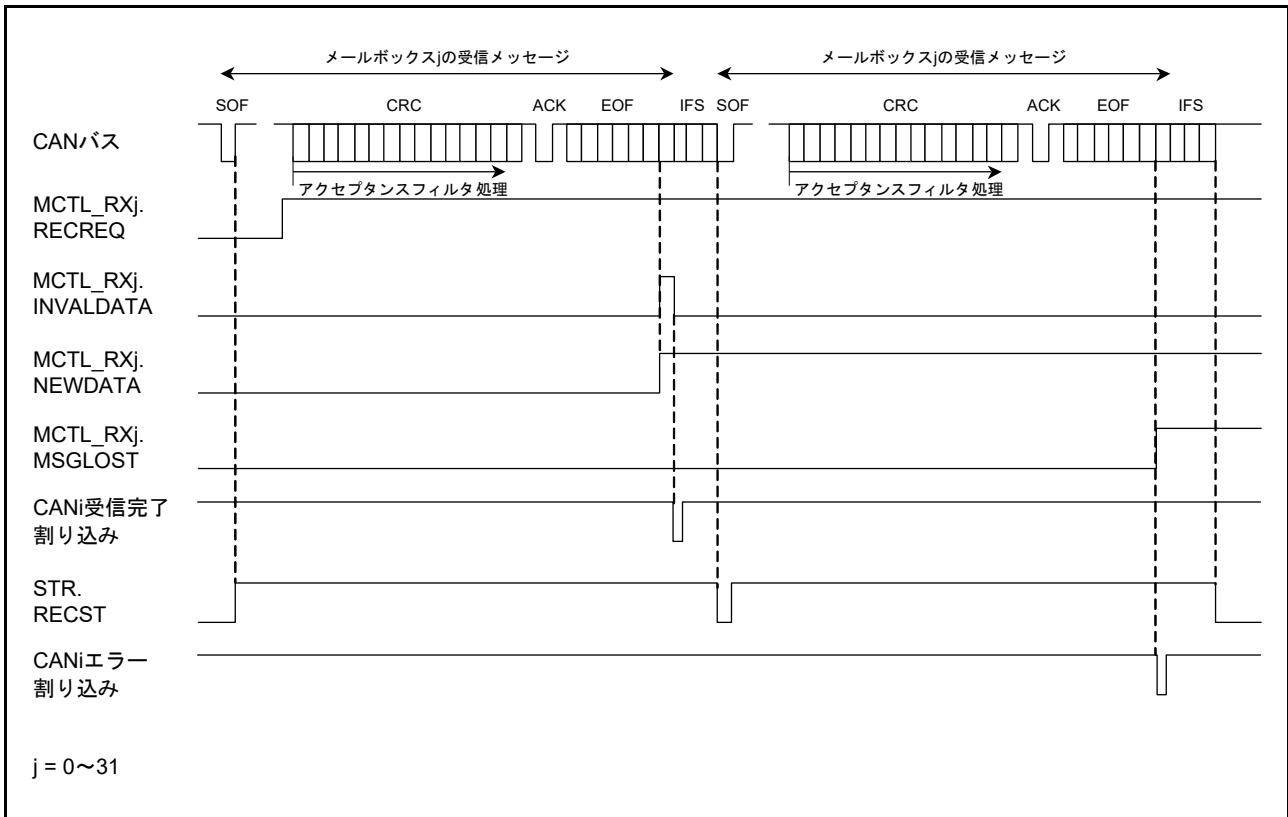 メールボックスjの受信メッセージ メールボックスjの受信メッセージ
SOF CRC ACK EOF IFS SOF CRC ACK EOF IFS
CANバス
アクセプタンスフィルタ処理 アクセプタンスフィルタ処理
MCTL_RXj.
RECREQ
MCTL_RXj.
INVALDATA
MCTL_RXj.
NEWDATA
MCTL_RXj.
MSGLOST
CANi受信完了
割り込み
STR.
RECST
CANiエラー
割り込み
j = 0～31